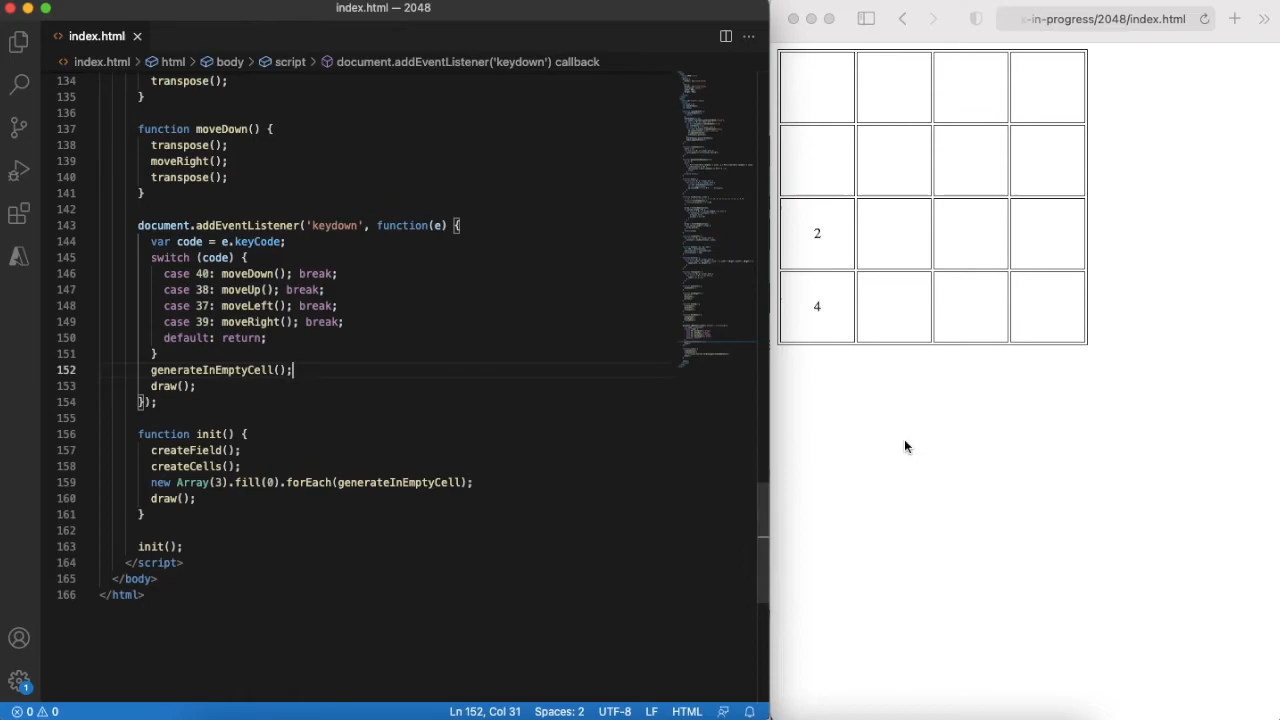 index.html — 2048
index.html
index.html > html > body > script > document.addEventListener('keydown') callback
134 transpose();
135 }
136
137 function moveDown() {
138 transpose();
139 moveRight();
140 transpose();
141 }
142
143 document.addEventListener('keydown', function(e) {
144 var code = e.keyCode;
145 switch (code) {
146 case 40: moveDown(); break;
147 case 38: moveUp(); break;
148 case 37: moveLeft(); break;
149 case 39: moveRight(); break;
150 default: return;
151 }
152 generateInEmptyCell();
153 draw();
154 });
155
156 function init() {
157 createField();
158 createCells();
159 new Array(3).fill(0).forEach(generateInEmptyCell);
160 draw();
161 }
162
163 init();
164 </script>
165 </body>
166 </html>
1
0 0
Ln 152, Col 31 Spaces: 2 UTF-8 LF HTML
e-in-progress/2048/index.html
2
4